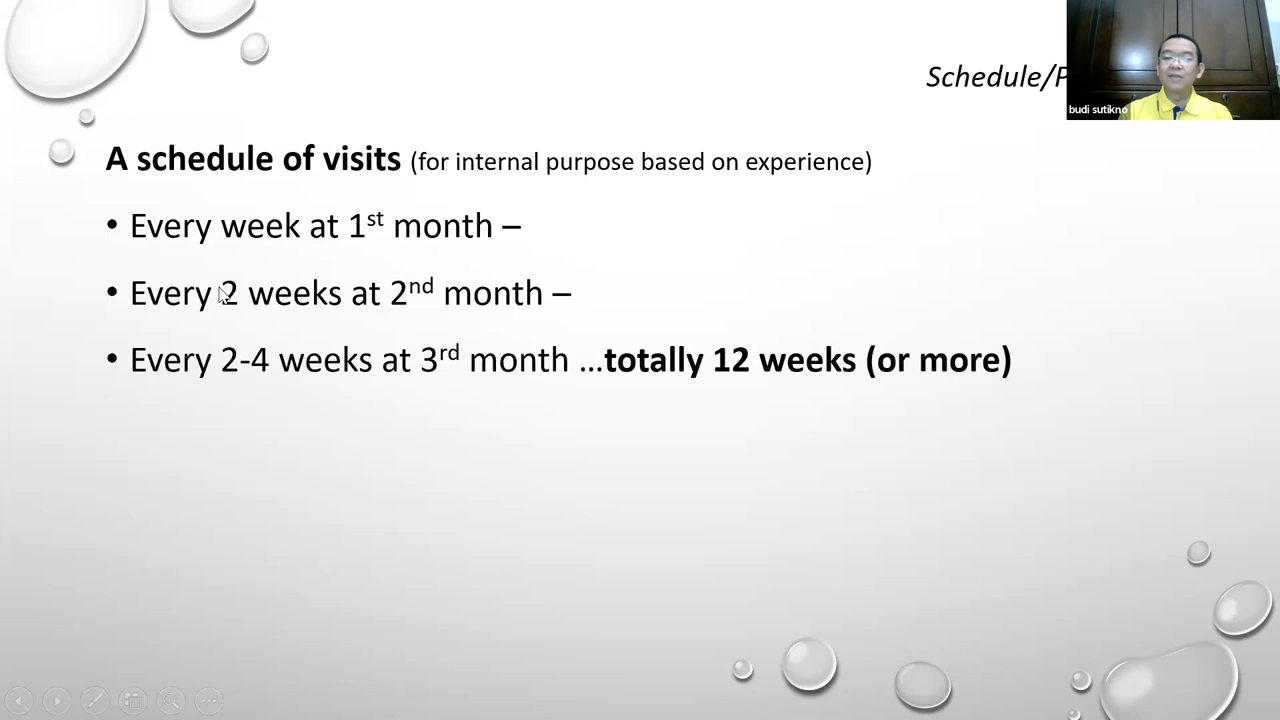 Schedule/P
budi sutikno
A schedule of visits (for internal purpose based on experience)
• Every week at 1st month –
• Every 2 weeks at 2nd month –
• Every 2-4 weeks at 3rd month ...totally 12 weeks (or more)